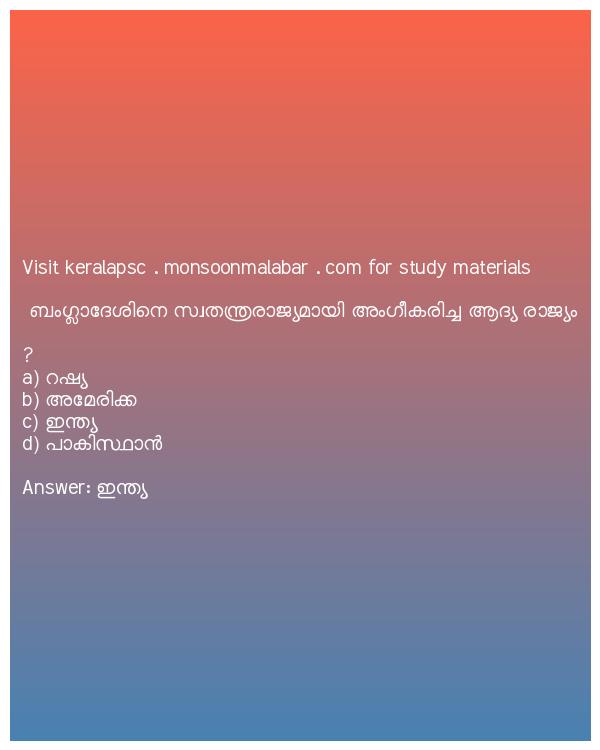 Visit keralapsc . monsoonmalabar . com for study materials
ബംഗ്ലാദേശിനെ സ്വതന്ത്രരാജ്യമായി അംഗീകരിച്ച ആദ്യ രാജ്യം
?
a) റഷ്യ
b) അമേരിക്ക
c) ഇന്ത്യ
d) പാകിസ്ഥാൻ
Answer: ഇന്ത്യ